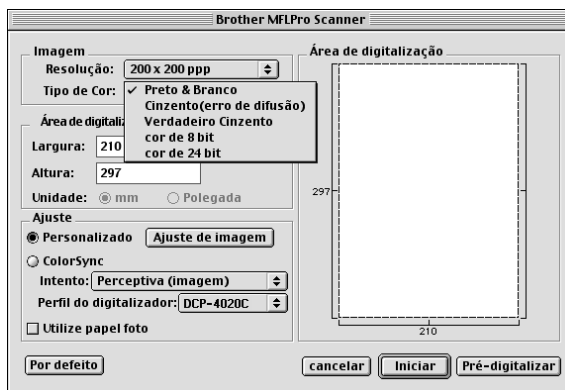 Brother MFLPro Scanner
Imagem
Resolução: 200 x 200 ppp
Tipo de Cor: ✓ Preto & Branco
Cinzento(erro de difusão)
Verdadeiro Cinzento
cor de 8 bit
cor de 24 bit
Área de digitaliz
Largura: 210
Altura: 297
Unidade: mm Polegada
Ajuste
Personalizado Ajuste de imagem
ColorSync
Intento: Perceptiva (imagem)
Perfil do digitalizador: DCP-4020C
Utilize papel foto
Por defeito
Área de digitalização
297
210
cancelar Iniciar Pré-digitalizar